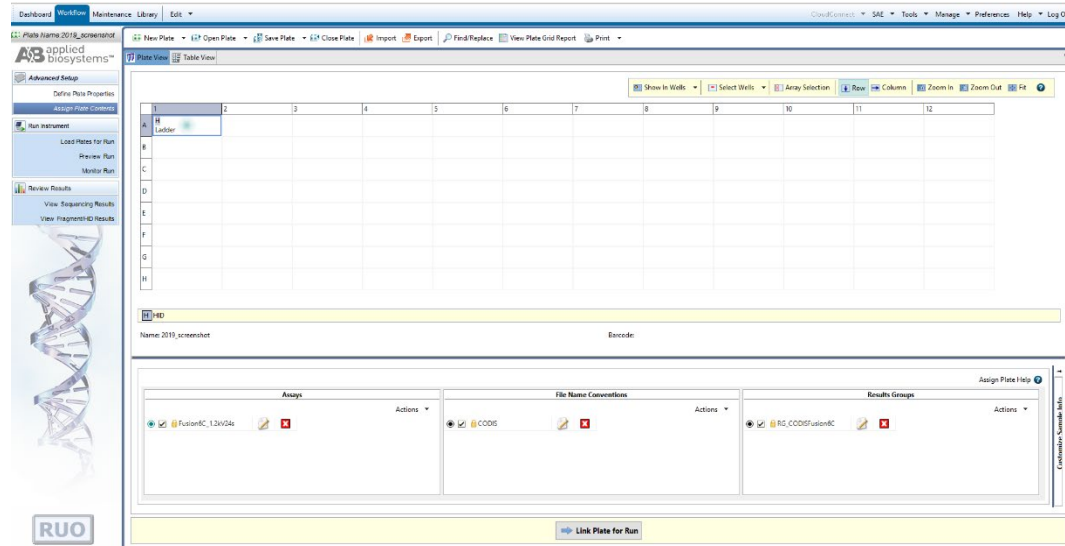 Dashboard Workflow Maintenance Library Edit CloudConnect SAE Tools Manage Preferences Help Log O
Plate Name: 2019_screenshot
New Plate Open Plate Save Plate Close Plate Import Export Find/Replace View Plate Grid Report Print
AB applied
biosystems™
Plate View Table View
Advanced Setup
Define Plate Properties
Assign Plate Contents
Run Instrument
Load Plates for Run
Preview Run
Monitor Run
Review Results
View Sequencing Results
View Fragment/HID Results
RUO
Show In Wells Select Wells Array Selection Row Column Zoom In Zoom Out Fit
1 2 3 4 5 6 7 8 9 10 11 12
A H
Ladder
B
C
D
E
F
G
H
H HID
Name: 2019_screenshot Barcode:
Assign Plate Help
Assays File Name Conventions Results Groups
Actions Actions Actions
Fusion6C_1.2kV24s CODIS RG_CODISFusion6C
Customize Sample Info
Link Plate for Run